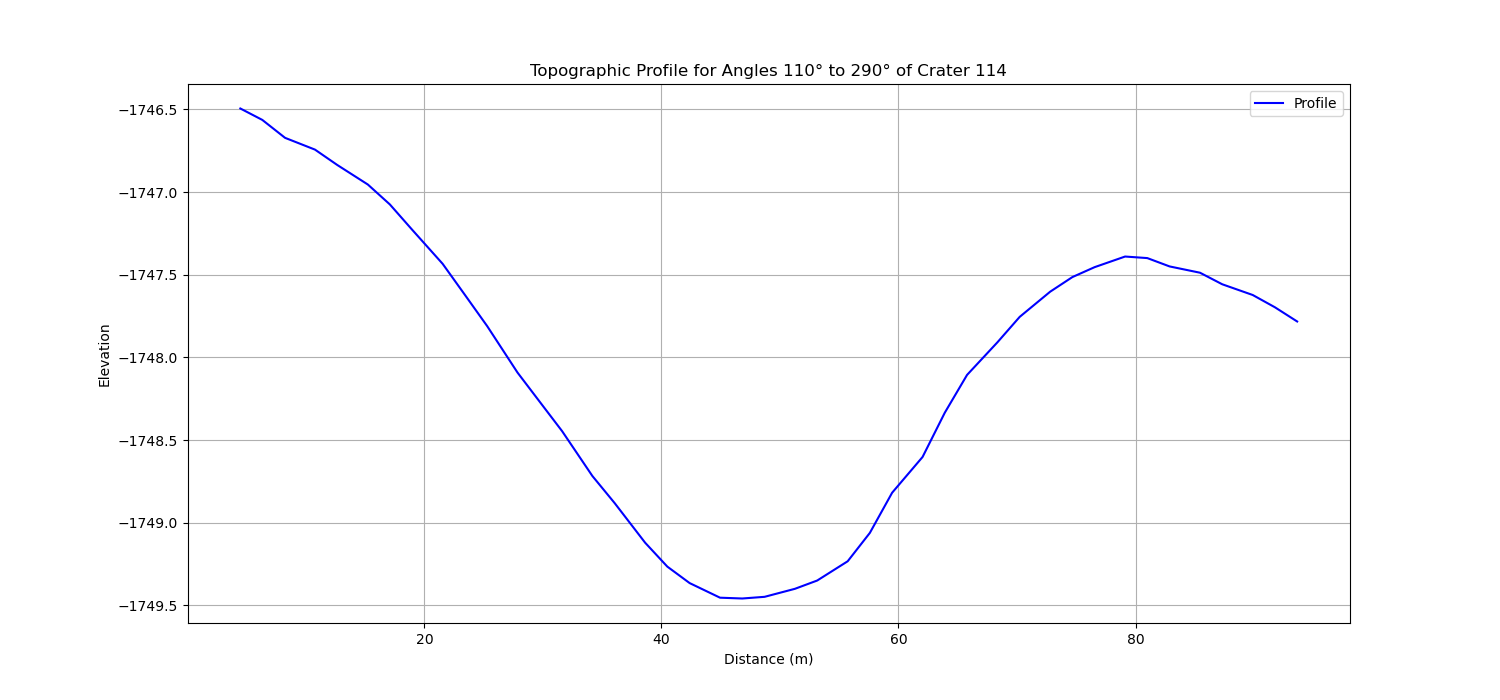 Topographic Profile for Angles 110° to 290° of Crater 114
Profile
Elevation
−1746.5
−1747.0
−1747.5
−1748.0
−1748.5
−1749.0
−1749.5
20 40 60 80
Distance (m)